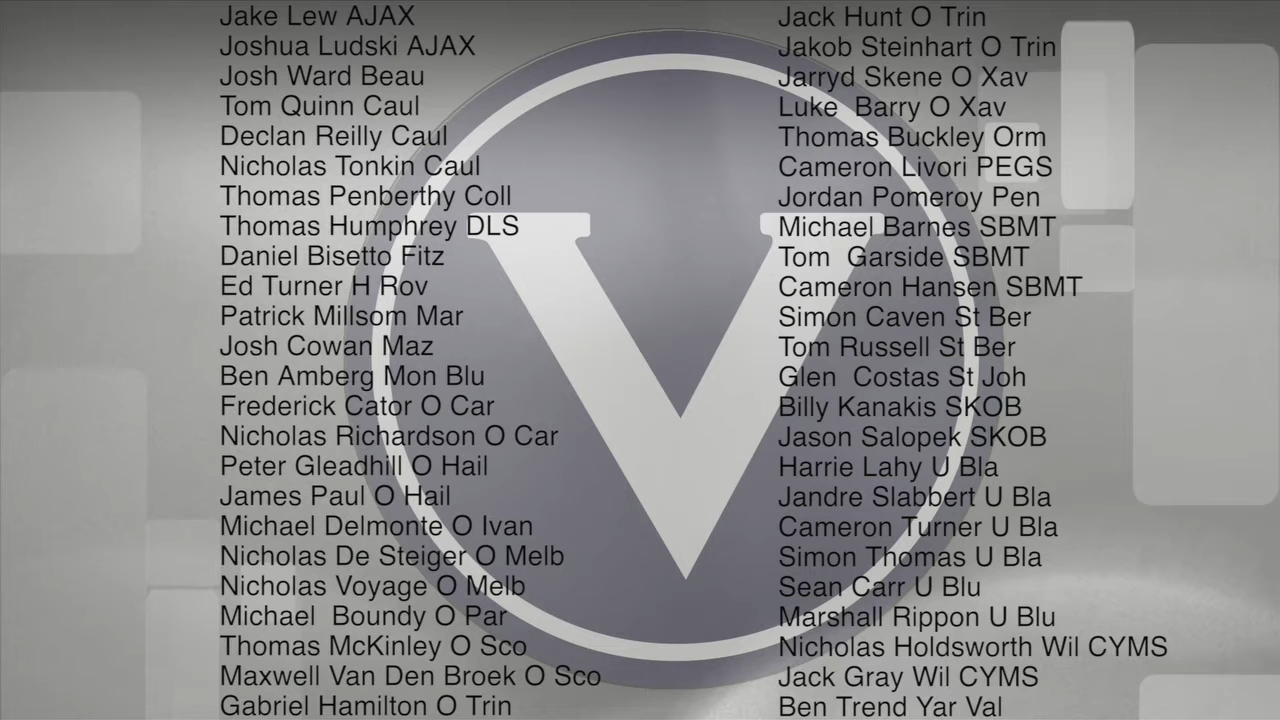 Jake Lew AJAX
Joshua Ludski AJAX
Josh Ward Beau
Tom Quinn Caul
Declan Reilly Caul
Nicholas Tonkin Caul
Thomas Penberthy Coll
Thomas Humphrey DLS
Daniel Bisetto Fitz
Ed Turner H Rov
Patrick Millsom Mar
Josh Cowan Maz
Ben Amberg Mon Blu
Frederick Cator O Car
Nicholas Richardson O Car
Peter Gleadhill O Hail
James Paul O Hail
Michael Delmonte O Ivan
Nicholas De Steiger O Melb
Nicholas Voyage O Melb
Michael  Boundy O Par
Thomas McKinley O Sco
Maxwell Van Den Broek O Sco
Gabriel Hamilton O Trin
Jack Hunt O Trin
Jakob Steinhart O Trin
Jarryd Skene O Xav
Luke  Barry O Xav
Thomas Buckley Orm
Cameron Livori PEGS
Jordan Pomeroy Pen
Michael Barnes SBMT
Tom  Garside SBMT
Cameron Hansen SBMT
Simon Caven St Ber
Tom Russell St Ber
Glen  Costas St Joh
Billy Kanakis SKOB
Jason Salopek SKOB
Harrie Lahy U Bla
Jandre Slabbert U Bla
Cameron Turner U Bla
Simon Thomas U Bla
Sean Carr U Blu
Marshall Rippon U Blu
Nicholas Holdsworth Wil CYMS
Jack Gray Wil CYMS
Ben Trend Yar Val
V